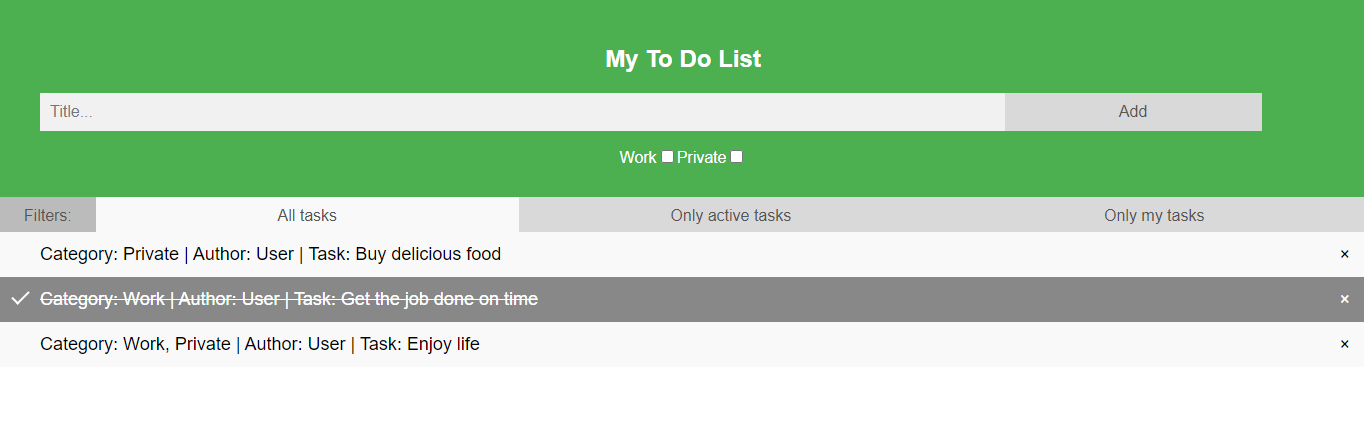 My To Do List
Title...
Add
Work Private
Filters: All tasks Only active tasks Only my tasks
Category: Private | Author: User | Task: Buy delicious food ×
Category: Work | Author: User | Task: Get the job done on time ×
Category: Work, Private | Author: User | Task: Enjoy life ×